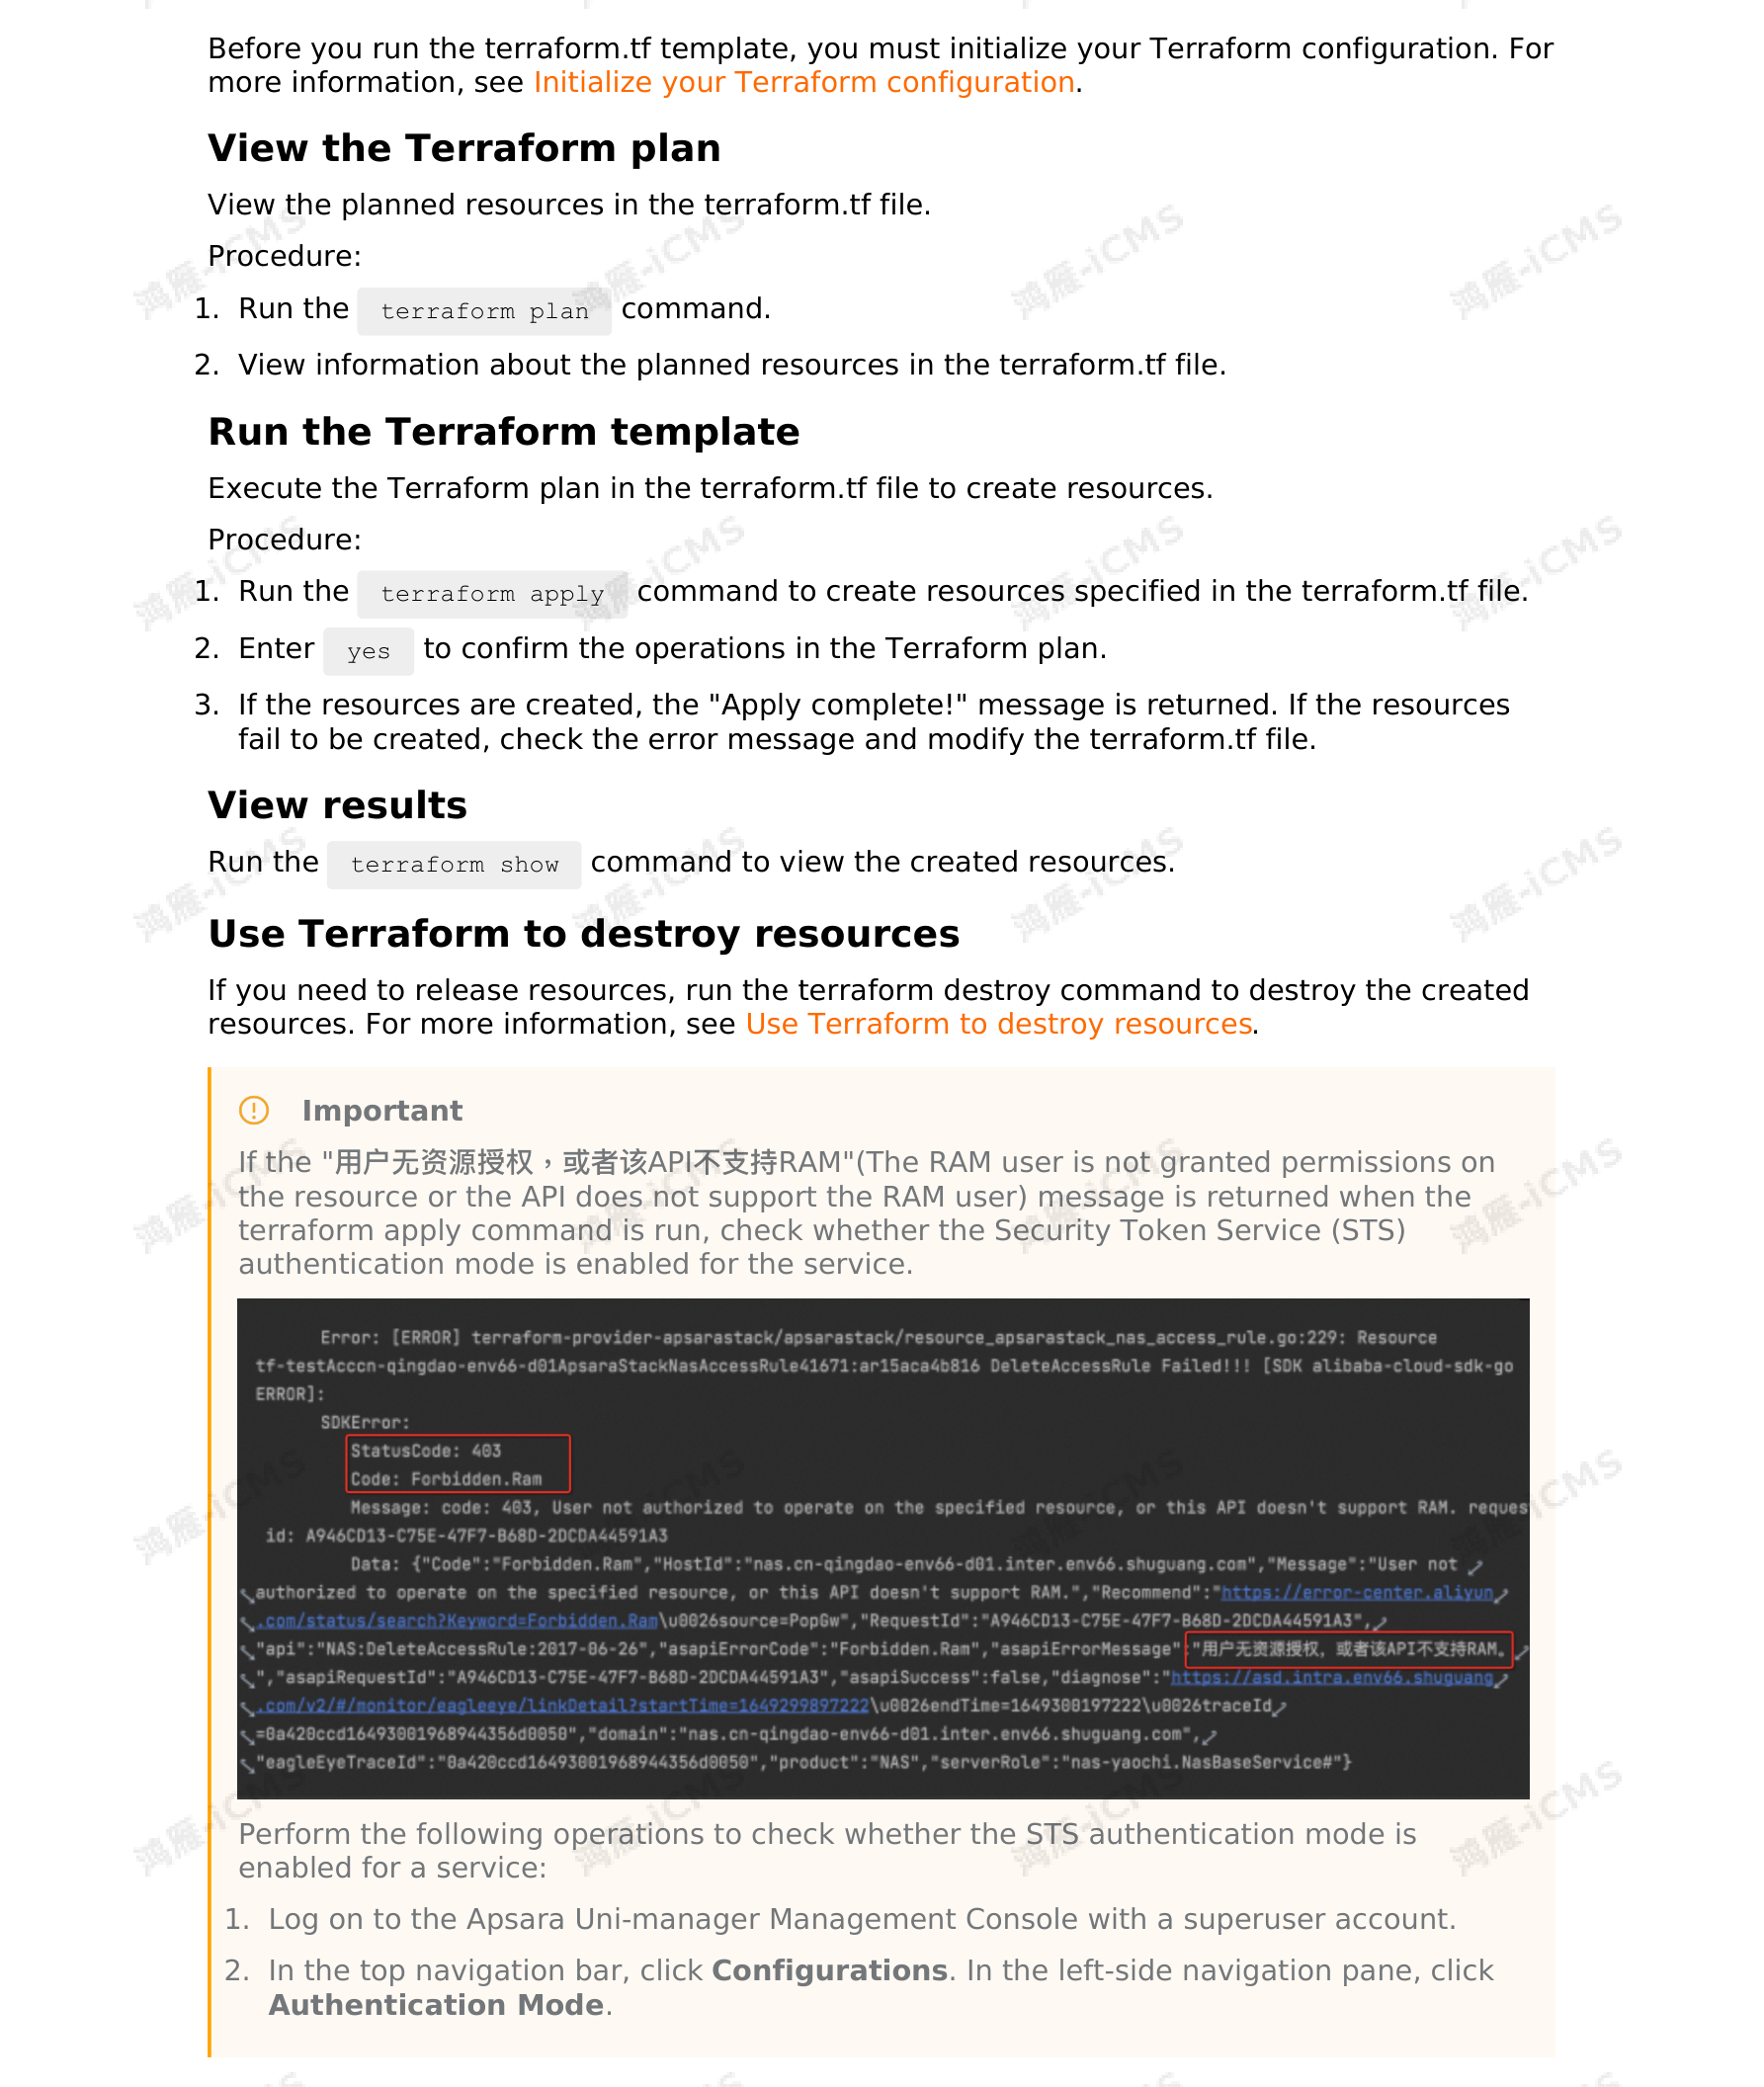 Before you run the terraform.tf template, you must initialize your Terraform configuration. For
more information, see Initialize your Terraform configuration.
View the Terraform plan
View the planned resources in the terraform.tf file.
Procedure:
1. Run the terraform plan command.
2. View information about the planned resources in the terraform.tf file.
Run the Terraform template
Execute the Terraform plan in the terraform.tf file to create resources.
Procedure:
1. Run the terraform apply command to create resources specified in the terraform.tf file.
2. Enter yes to confirm the operations in the Terraform plan.
3. If the resources are created, the "Apply complete!" message is returned. If the resources
fail to be created, check the error message and modify the terraform.tf file.
View results
Run the terraform show command to view the created resources.
Use Terraform to destroy resources
If you need to release resources, run the terraform destroy command to destroy the created
resources. For more information, see Use Terraform to destroy resources.
Important
If the "用户无资源授权，或者该API不支持RAM"(The RAM user is not granted permissions on
the resource or the API does not support the RAM user) message is returned when the
terraform apply command is run, check whether the Security Token Service (STS)
authentication mode is enabled for the service.
Error: [ERROR] terraform-provider-apsarastack/apsarastack/resource_apsarastack_nas_access_rule.go:229: Resource
tf-testAcccn-qingdao-env66-d01ApsaraStackNasAccessRule41671:ar15aca4b816 DeleteAccessRule Failed!!! [SDK alibaba-cloud-sdk-go
ERROR]:
SDKError:
StatusCode: 403
Code: Forbidden.Ram
Message: code: 403, User not authorized to operate on the specified resource, or this API doesn't support RAM. reques
id: A946CD13-C75E-47F7-B68D-2DCDA44591A3
Data: {"Code":"Forbidden.Ram","HostId":"nas.cn-qingdao-env66-d01.inter.env66.shuguang.com","Message":"User not
authorized to operate on the specified resource, or this API doesn't support RAM.","Recommend":"https://error-center.aliyun
.com/status/search?Keyword=Forbidden.Ram\u0026source=PopGw","RequestId":"A946CD13-C75E-47F7-B68D-2DCDA44591A3",
"api":"NAS:DeleteAccessRule:2017-06-26","asapiErrorCode":"Forbidden.Ram","asapiErrorMessage":"用户无资源授权，或者该API不支持RAM。
","asapiRequestId":"A946CD13-C75E-47F7-B68D-2DCDA44591A3","asapiSuccess":false,"diagnose":"https://asd.intra.env66.shuguang
.com/v2/#/monitor/eagleeye/linkDetail?startTime=1649299897222\u0026endTime=1649300197222\u0026traceId
=0a420ccd16493001968944356d0050","domain":"nas.cn-qingdao-env66-d01.inter.env66.shuguang.com",
"eagleEyeTraceId":"0a420ccd16493001968944356d0050","product":"NAS","serverRole":"nas-yaochi.NasBaseService#"}
Perform the following operations to check whether the STS authentication mode is
enabled for a service:
1. Log on to the Apsara Uni-manager Management Console with a superuser account.
2. In the top navigation bar, click Configurations. In the left-side navigation pane, click
Authentication Mode.
鸿雁-iCMS